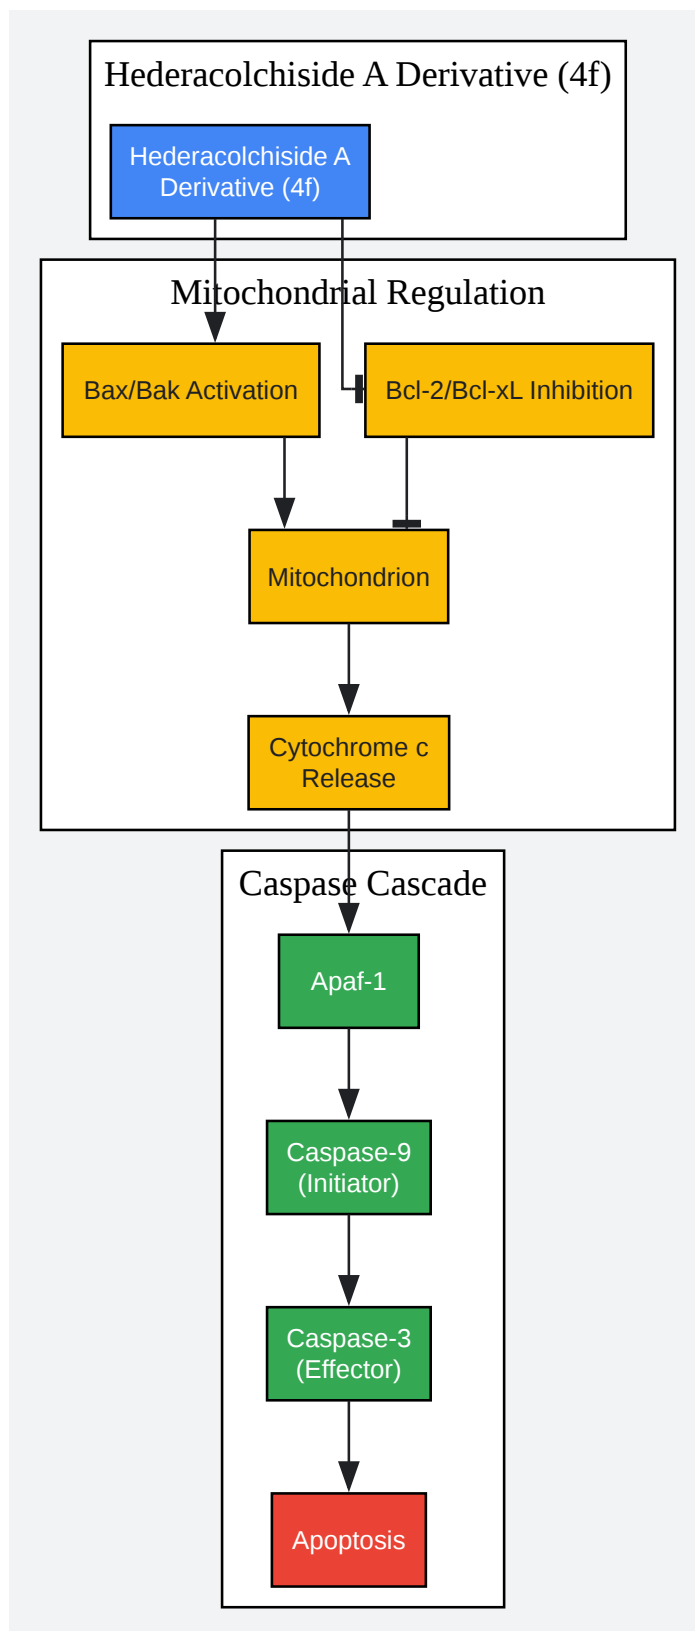 Hederacolchiside A Derivative (4f)
Hederacolchiside A
Derivative (4f)
Mitochondrial Regulation
Bax/Bak Activation
Bcl-2/Bcl-xL Inhibition
Mitochondrion
Cytochrome c
Release
Caspase Cascade
Apaf-1
Caspase-9
(Initiator)
Caspase-3
(Effector)
Apoptosis